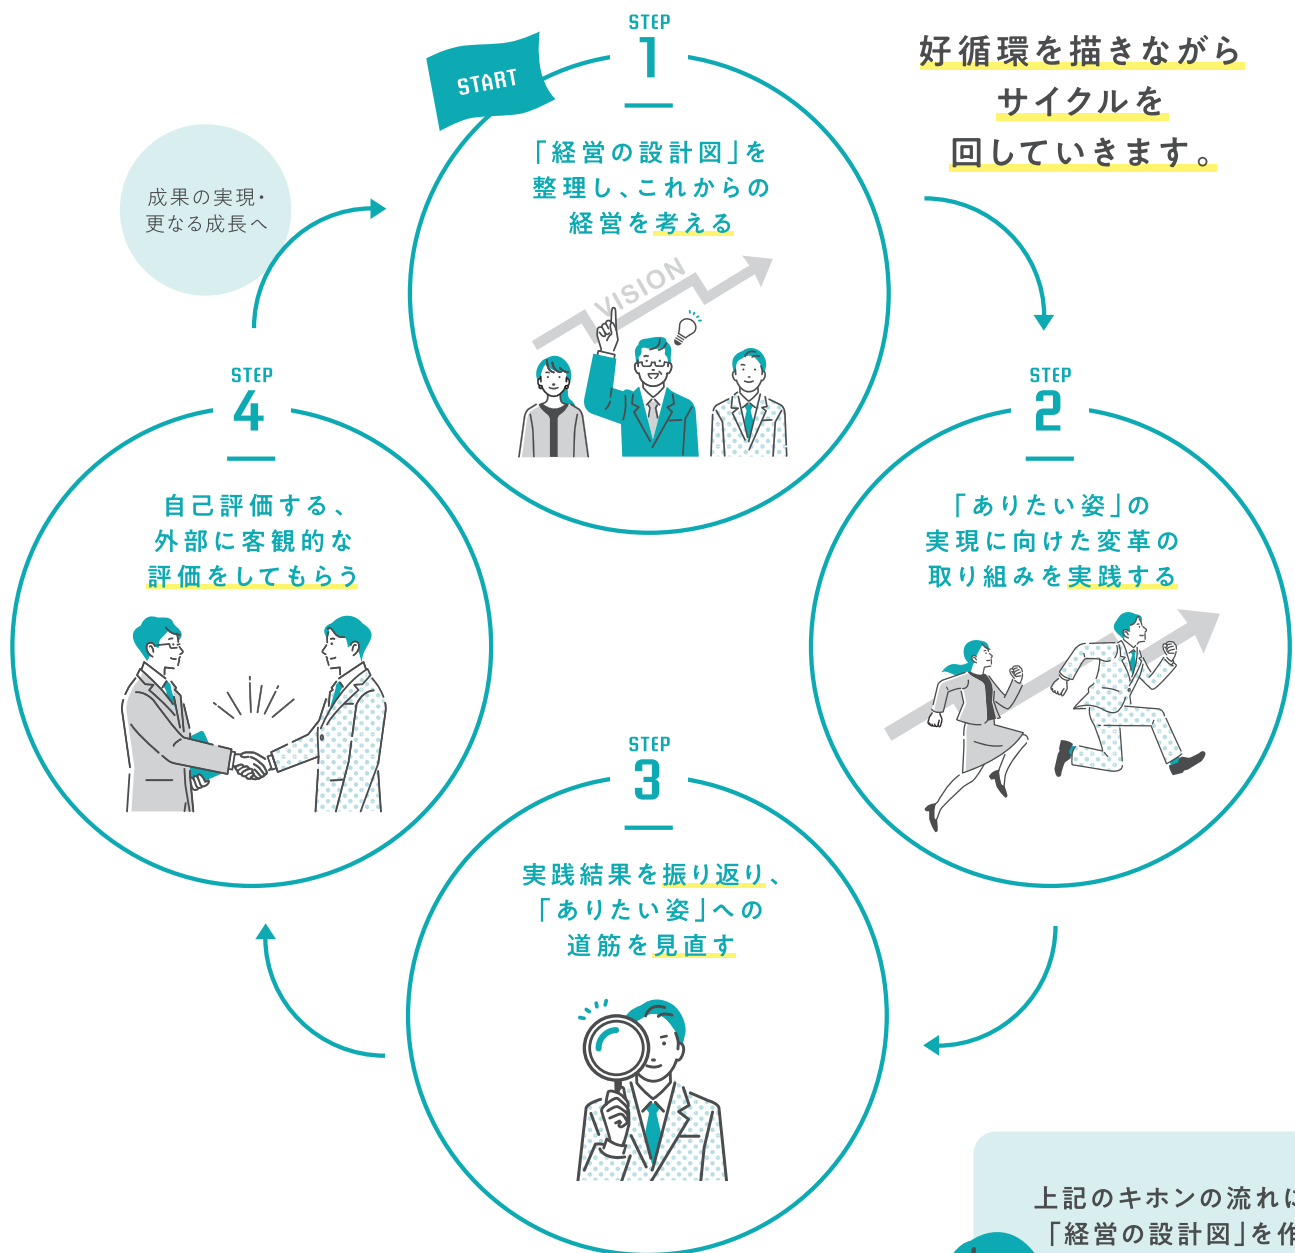 好循環を描きながら
サイクルを
回していきます。
START
STEP
1
「経営の設計図」を
整理し、これからの
経営を考える
VISION
成果の実現・
更なる成長へ
STEP
2
「ありたい姿」の
実現に向けた変革の
取り組みを実践する
STEP
3
実践結果を振り返り、
「ありたい姿」への
道筋を見直す
STEP
4
自己評価する、
外部に客観的な
評価をしてもらう
上記のキホンの流れに
「経営の設計図」を作